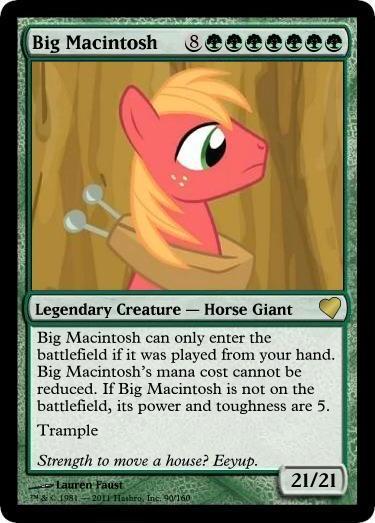 Big Macintosh 8
Legendary Creature — Horse Giant
Big Macintosh can only enter the
battlefield if it was played from your hand.
Big Macintosh's mana cost cannot be
reduced. If Big Macintosh is not on the
battlefield, its power and toughness are 5.
Trample
Strength to move a house? Eeyup.
21/21
Lauren Faust
™ & © 1981 — 2011 Hasbro, Inc. 90/160